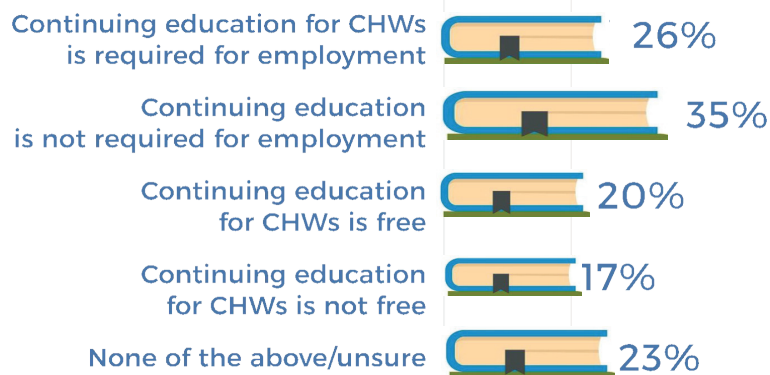 Continuing education for CHWs
is required for employment
26%
Continuing education
is not required for employment
35%
Continuing education
for CHWs is free
20%
Continuing education
for CHWs is not free
17%
None of the above/unsure
23%